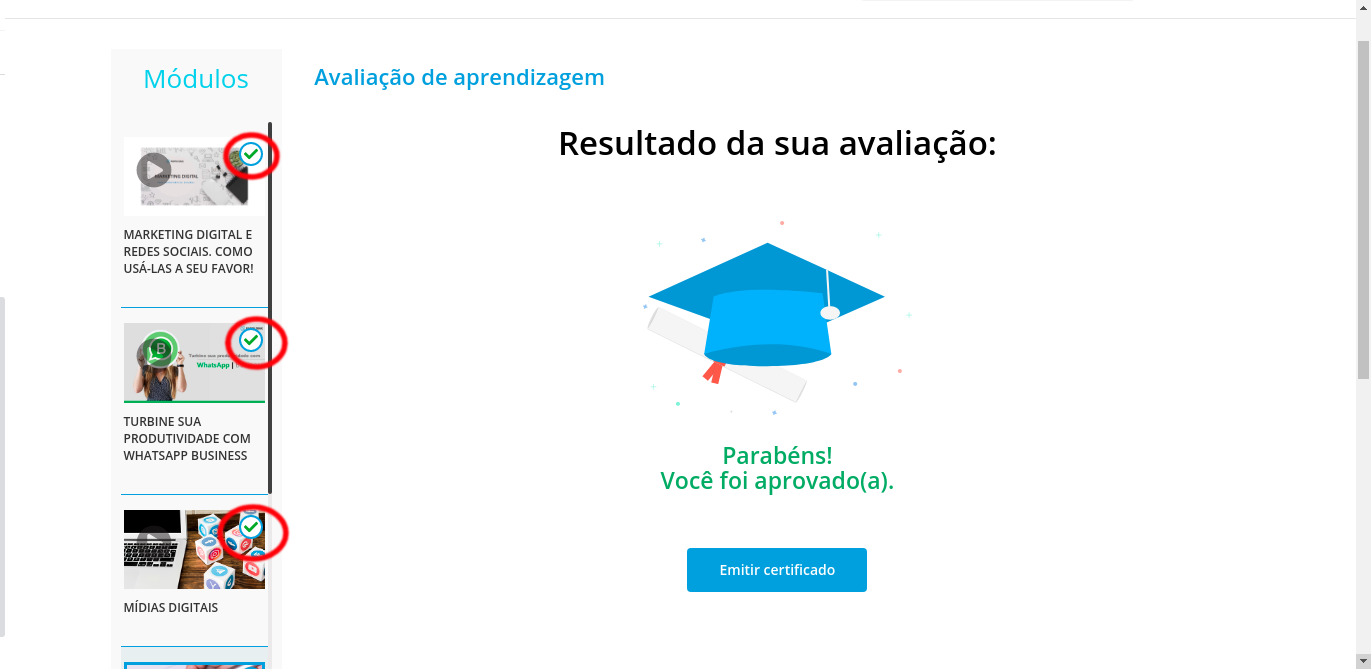 Módulos
MARKETING DIGITAL
MARKETING DIGITAL E
REDES SOCIAIS. COMO
USÁ-LAS A SEU FAVOR!
B
Turbine sua produtividade com
WhatsApp |
TURBINE SUA
PRODUTIVIDADE COM
WHATSAPP BUSINESS
MÍDIAS DIGITAIS
Avaliação de aprendizagem
Resultado da sua avaliação:
Parabéns!
Você foi aprovado(a).
Emitir certificado